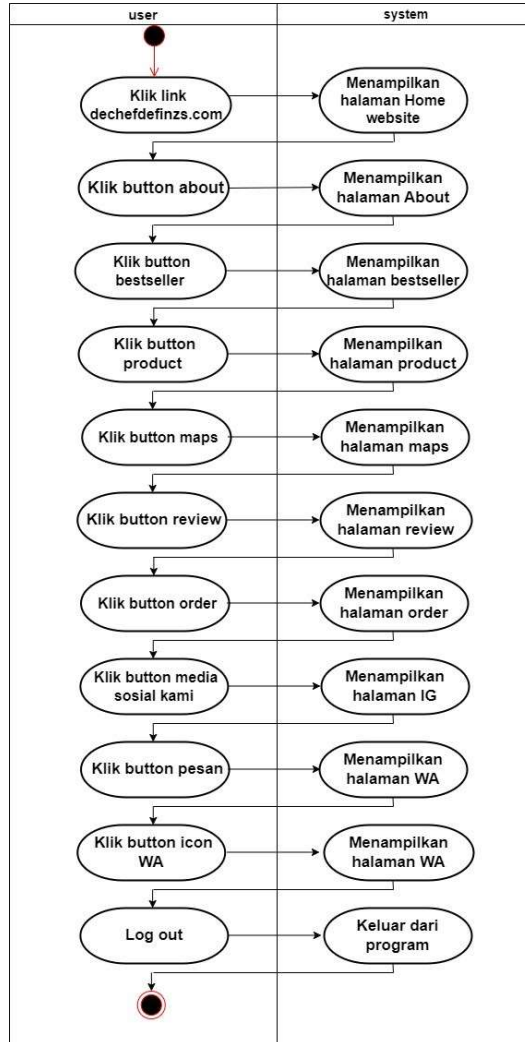 user
system
Klik link
dechefdefinzs.com
Menampilkan
halaman Home
website
Klik button about
Menampilkan
halaman About
Klik button
bestseller
Menampilkan
halaman bestseller
Klik button
product
Menampilkan
halaman product
Klik button maps
Menampilkan
halaman maps
Klik button review
Menampilkan
halaman review
Klik button order
Menampilkan
halaman order
Klik button media
sosial kami
Menampilkan
halaman IG
Klik button pesan
Menampilkan
halaman WA
Klik button icon
WA
Menampilkan
halaman WA
Log out
Keluar dari
program